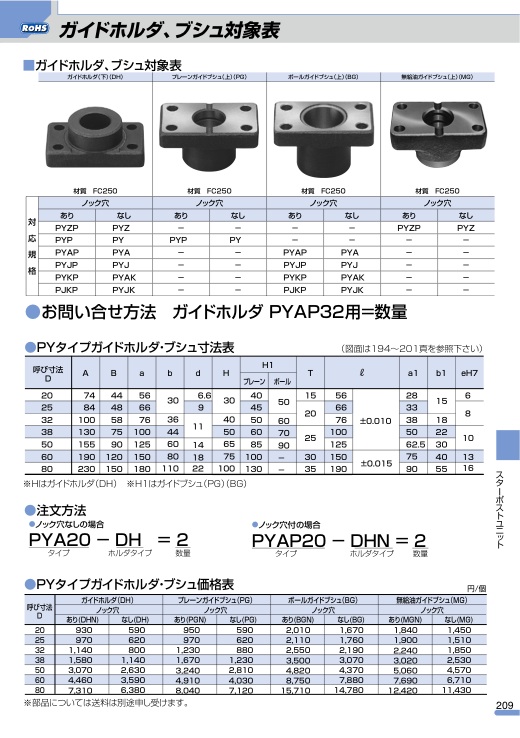 RoHS ガイドホルダ、ブシュ対象表
■ガイドホルダ、ブシュ対象表
ガイドホルダ(下)(DH) プレーンガイドブシュ(上)(PG) ボールガイドブシュ(上)(BG) 無給油ガイドブシュ(上)(MG)
材質 FC250 材質 FC250 材質 FC250 材質 FC250
対応規格 ノック穴 ノック穴 ノック穴 ノック穴
あり なし あり なし あり なし あり なし
PYZP PYZ − − − − PYZP PYZ
PYP PY PYP PY − − − −
PYAP PYA − − PYAP PYA − −
PYJP PYJ − − PYJP PYJ − −
PYKP PYAK − − PYKP PYAK − −
PJKP PYJK − − PJKP PYJK − −
●お問い合せ方法 ガイドホルダ PYAP32用=数量
●PYタイプガイドホルダ・ブシュ寸法表 (図面は194〜201頁を参照下さい)
呼び寸法 D A B a b d H H1 T ℓ a1 b1 eH7
プレーン ボール
20 74 44 56 30 6.6 30 40 50 15 56 ±0.010 28 15 6
25 84 48 66 9 45 20 66 33 8
32 100 58 76 36 11 40 50 60 76 38 18
38 130 75 100 44 50 60 70 25 100 50 22 10
50 155 90 125 60 14 65 85 90 125 62.5 30
60 190 120 150 80 18 75 100 − 30 150 ±0.015 75 40 13
80 230 150 180 110 22 100 130 − 35 190 90 55 16
※Hはガイドホルダ(DH) ※H1はガイドブシュ(PG)(BG)
●注文方法
●ノック穴なしの場合
PYA20 − DH = 2
タイプ ホルダタイプ 数量
●ノック穴付の場合
PYAP20 − DHN = 2
タイプ ホルダタイプ 数量
●PYタイプガイドホルダ・ブシュ価格表 円/個
呼び寸法 D ガイドホルダ(DH) プレーンガイドブシュ(PG) ボールガイドブシュ(BG) 無給油ガイドブシュ(MG)
ノック穴 ノック穴 ノック穴 ノック穴
あり(DHN) なし(DH) あり(PGN) なし(PG) あり(BGN) なし(BG) あり(MGN) なし(MG)
20 930 590 950 590 2,010 1,670 1,840 1,450
25 970 620 970 620 2,110 1,760 1,900 1,510
32 1,140 800 1,230 880 2,550 2,190 2,240 1,850
38 1,580 1,140 1,670 1,230 3,500 3,070 3,020 2,530
50 3,070 2,630 3,240 2,810 4,820 4,370 5,060 4,570
60 4,460 3,590 4,910 4,030 8,750 7,880 7,690 6,710
80 7,310 6,380 8,040 7,120 15,710 14,780 12,420 11,430
※部品については送料は別途申し受けます。
スターポストユニット
209